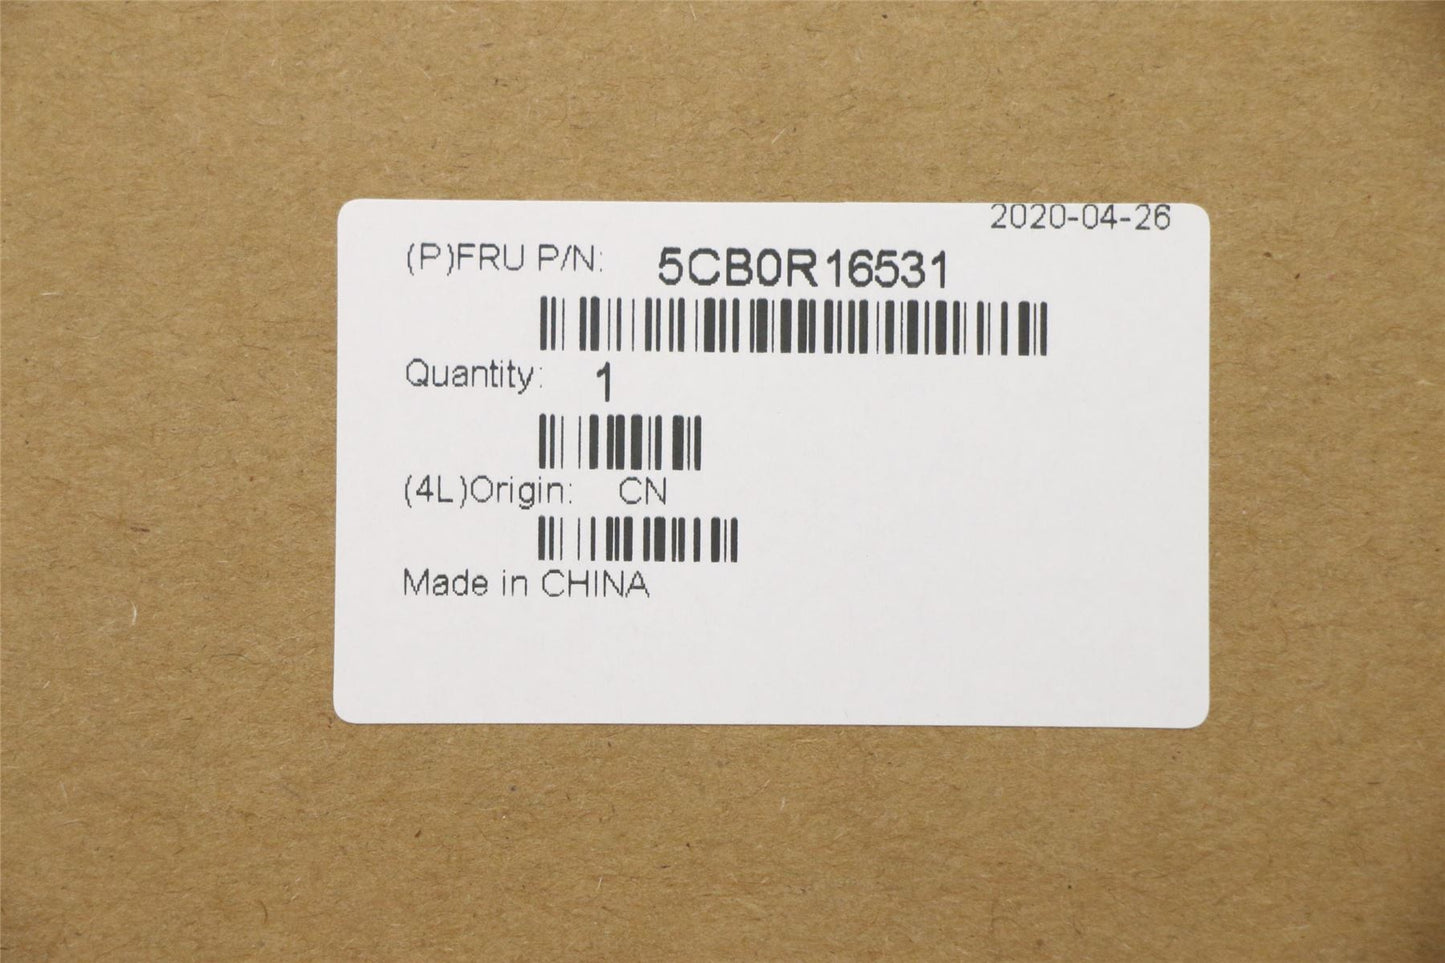 2020-04-26
(P)FRU P/N: 5CB0R16531
Quantity: 1
(4L)Origin: CN
Made in CHINA